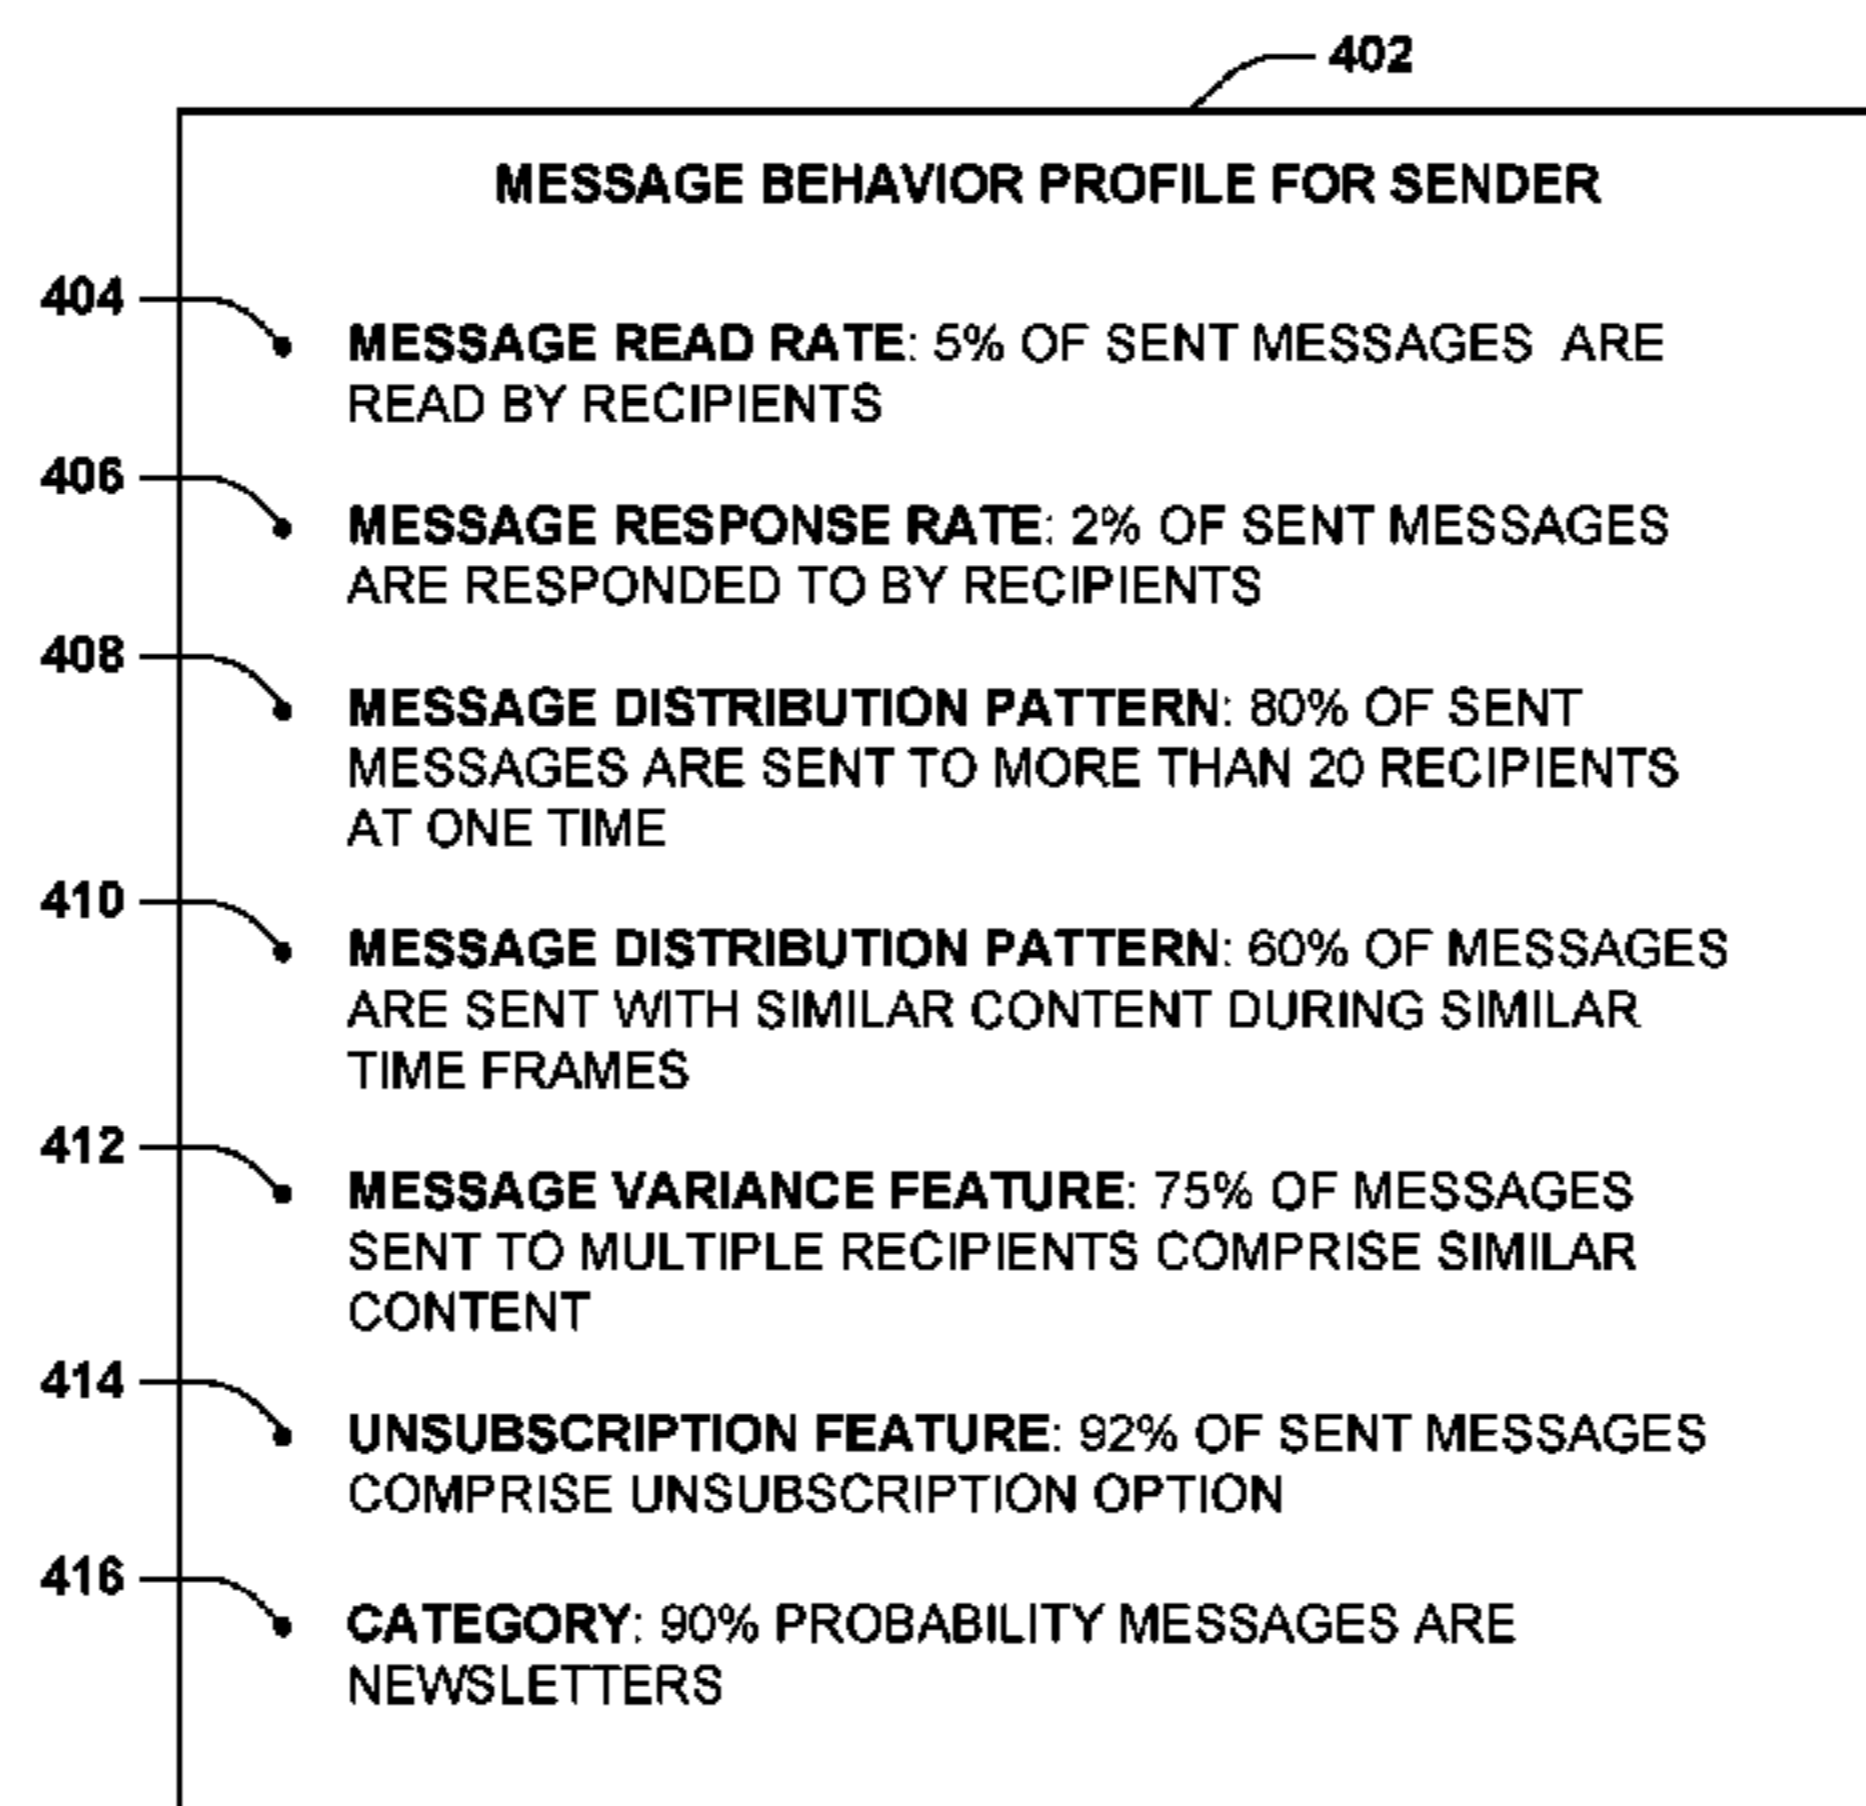 402
MESSAGE BEHAVIOR PROFILE FOR SENDER
404
MESSAGE READ RATE: 5% OF SENT MESSAGES ARE
READ BY RECIPIENTS
406
MESSAGE RESPONSE RATE: 2% OF SENT MESSAGES
ARE RESPONDED TO BY RECIPIENTS
408
MESSAGE DISTRIBUTION PATTERN: 80% OF SENT
MESSAGES ARE SENT TO MORE THAN 20 RECIPIENTS
AT ONE TIME
410
MESSAGE DISTRIBUTION PATTERN: 60% OF MESSAGES
ARE SENT WITH SIMILAR CONTENT DURING SIMILAR
TIME FRAMES
412
MESSAGE VARIANCE FEATURE: 75% OF MESSAGES
SENT TO MULTIPLE RECIPIENTS COMPRISE SIMILAR
CONTENT
414
UNSUBSCRIPTION FEATURE: 92% OF SENT MESSAGES
COMPRISE UNSUBSCRIPTION OPTION
416
CATEGORY: 90% PROBABILITY MESSAGES ARE
NEWSLETTERS